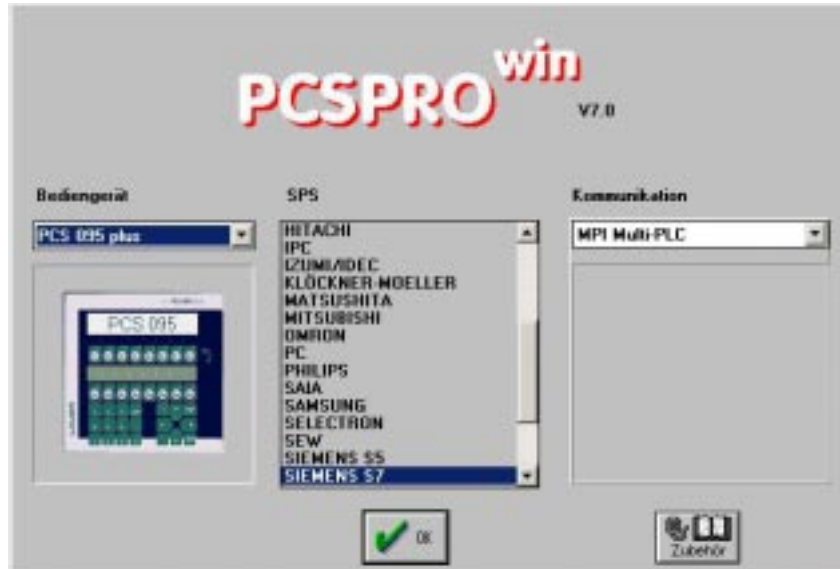 PCSPRO win
V7.0
Bediengerät
SPS
Kommunikation
PCS 095 plus
HITACHI
IPC
IZUMI/IDEC
KLÖCKNER-MOELLER
MATSUSHITA
MITSUBISHI
OMRON
PC
PHILIPS
SAIA
SAMSUNG
SELECTRON
SEW
SIEMENS S5
SIEMENS S7
MPI Multi-PLC
PCS 095
OK
Zubehör